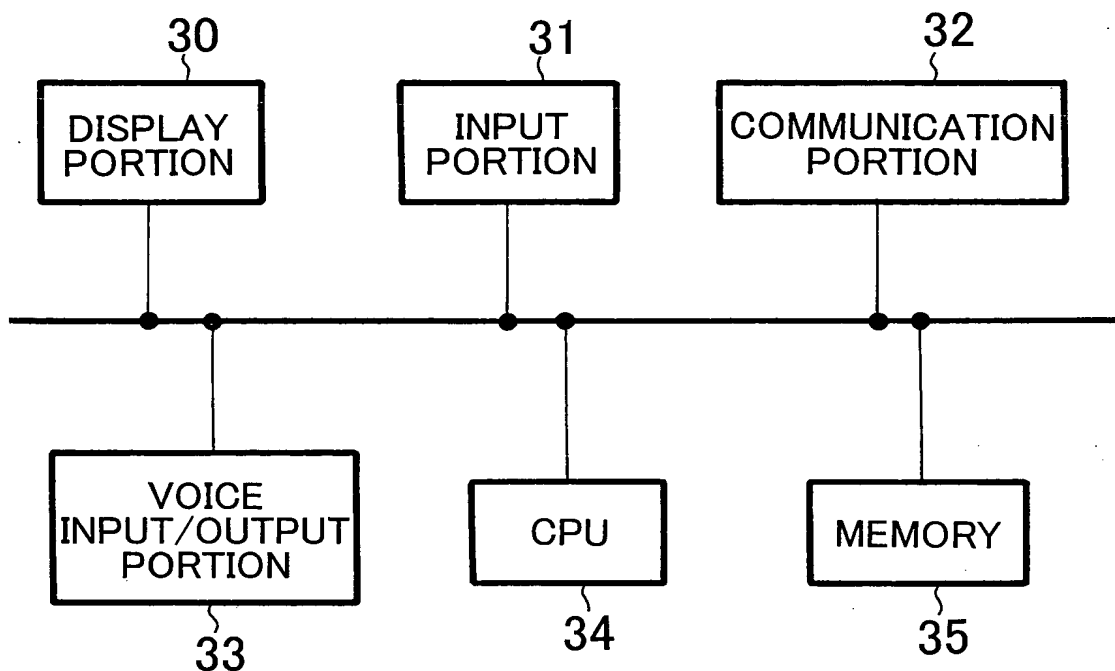 30
31
32
DISPLAY
PORTION
INPUT
PORTION
COMMUNICATION
PORTION
VOICE
INPUT/OUTPUT
PORTION
CPU
MEMORY
33
34
35